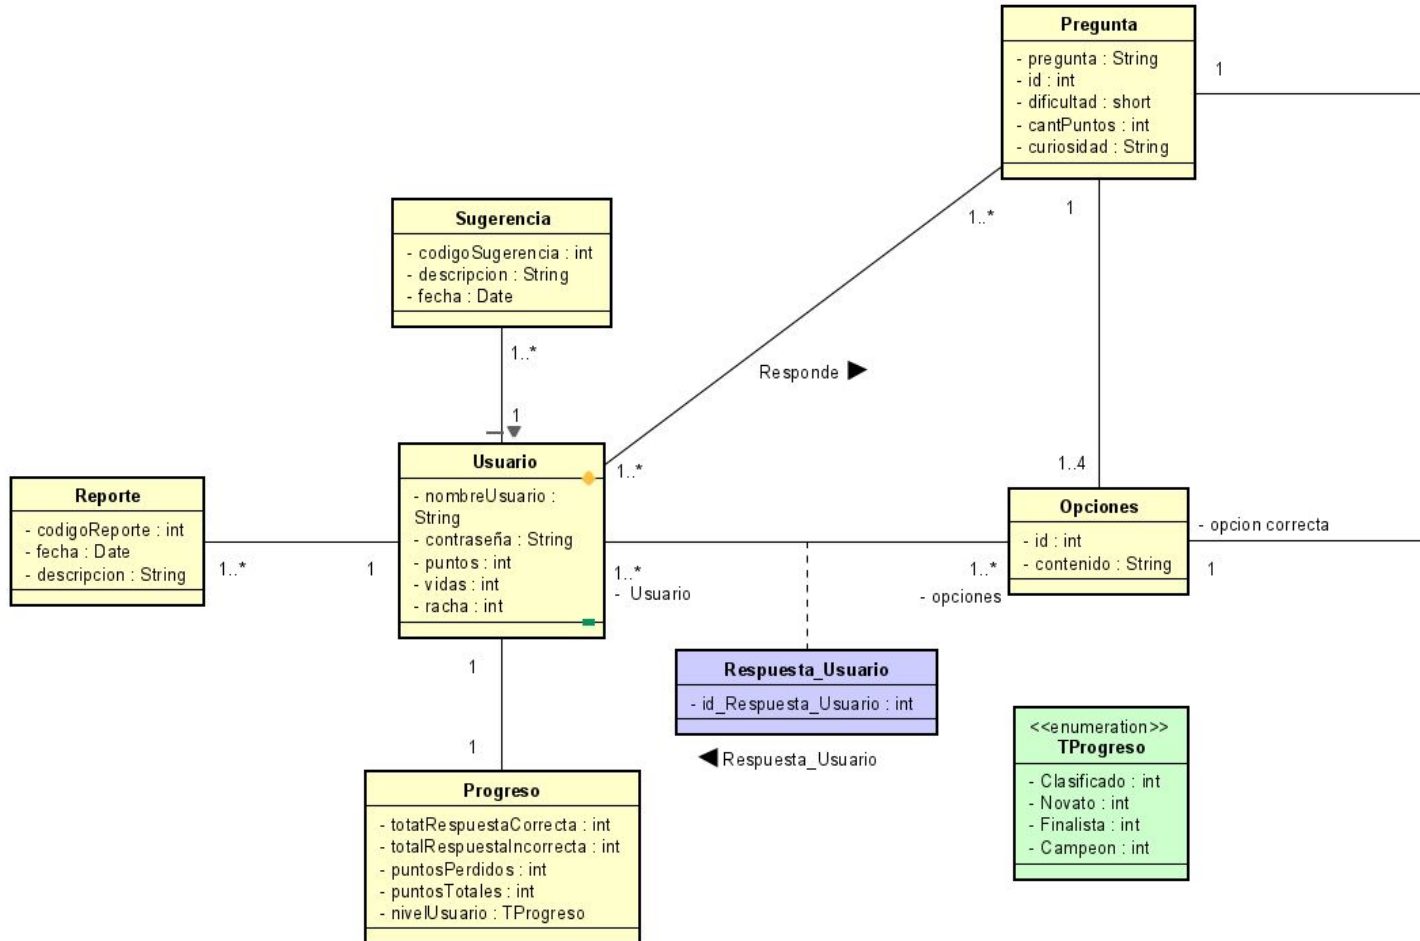 Pregunta
- pregunta : String
- id : int
- dificultad : short
- cantPuntos : int
- curiosidad : String
1
1..*
1
Sugerencia
- codigoSugerencia : int
- descripcion : String
- fecha : Date
1..*
1
Responde
Usuario
- nombreUsuario :
String
- contraseña : String
- puntos : int
- vidas : int
- racha : int
1..*
1..4
Reporte
- codigoReporte : int
- fecha : Date
- descripcion : String
1..*
1
1..*
- Usuario
1..*
- opciones
Opciones
- id : int
- contenido : String
- opcion correcta
1
Respuesta_Usuario
- id_Respuesta_Usuario : int
Respuesta_Usuario
1
1
Progreso
- totatRespuestaCorrecta : int
- totalRespuestaIncorrecta : int
- puntosPerdidos : int
- puntosTotales : int
- nivelUsuario : TProgreso
<<enumeration>>
TProgreso
- Clasificado : int
- Novato : int
- Finalista : int
- Campeon : int